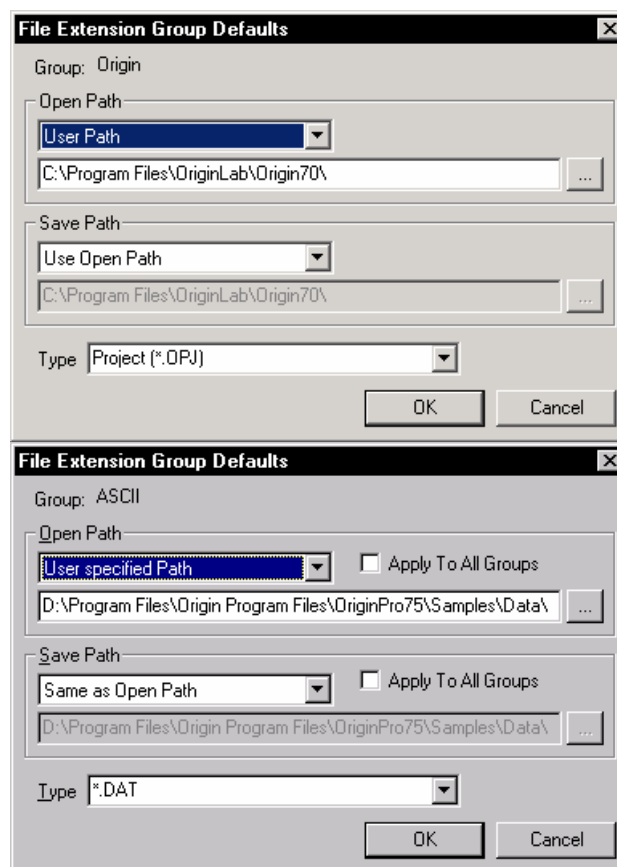 File Extension Group Defaults
Group: Origin
Open Path
User Path
C:\Program Files\OriginLab\Origin70\
...
Save Path
Use Open Path
C:\Program Files\OriginLab\Origin70\
...
Type Project (*.OPJ)
OK Cancel
File Extension Group Defaults
Group: ASCII
Open Path
User specified Path Apply To All Groups
D:\Program Files\Origin Program Files\OriginPro75\Samples\Data\
...
Save Path
Same as Open Path Apply To All Groups
D:\Program Files\Origin Program Files\OriginPro75\Samples\Data\
...
Type *.DAT
OK Cancel